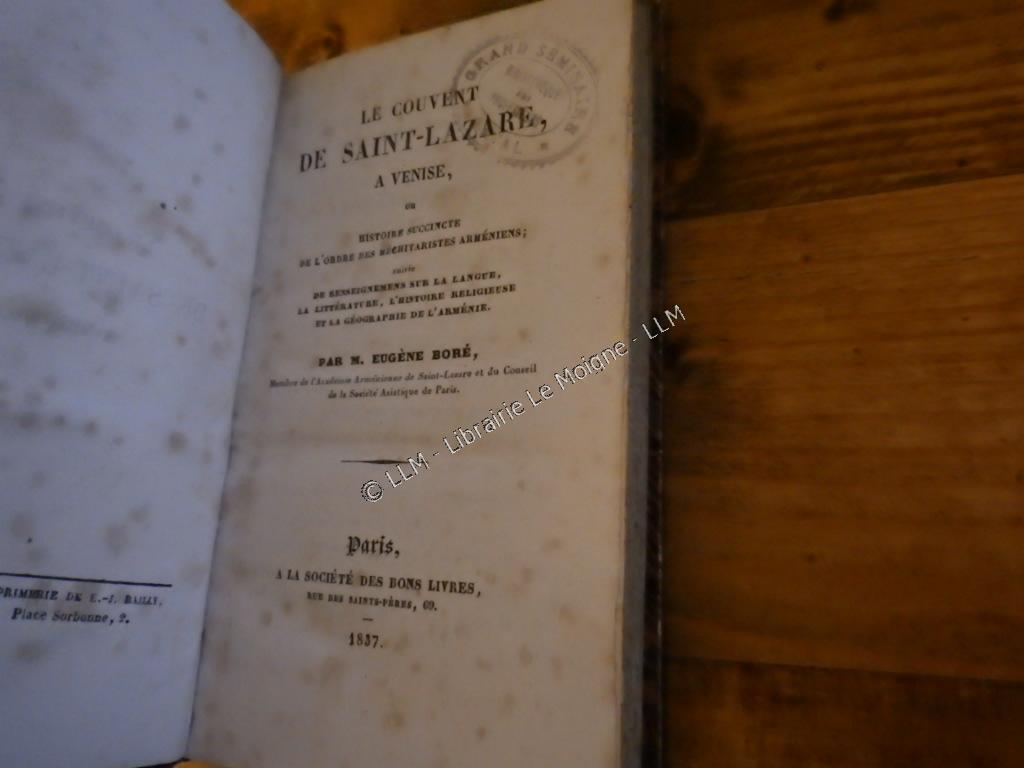 PRIMERIE DE E.-J. BAILLY,
Place Sorbonne, 2.
GRAND SEMINAIRE
LE COUVENT
DE SAINT-LAZARE,
A VENISE,
OU
HISTOIRE SUCCINCTE
DE L'ORDRE DES MÉCHITARISTES ARMÉNIENS;
suivie
DE RENSEIGNEMENS SUR LA LANGUE,
LA LITTÉRATURE, L'HISTOIRE RELIGIEUSE
ET LA GÉOGRAPHIE DE L'ARMÉNIE.
PAR M. EUGÈNE BORÉ,
Membre de l'Académie Arménienne de Saint-Lazare et du Conseil
de la Société Asiatique de Paris.
© LLM - Librairie Le Moigne - LLM
Paris,
A LA SOCIÉTÉ DES BONS LIVRES,
RUE DES SAINTS-PÈRES, 69.
1837.